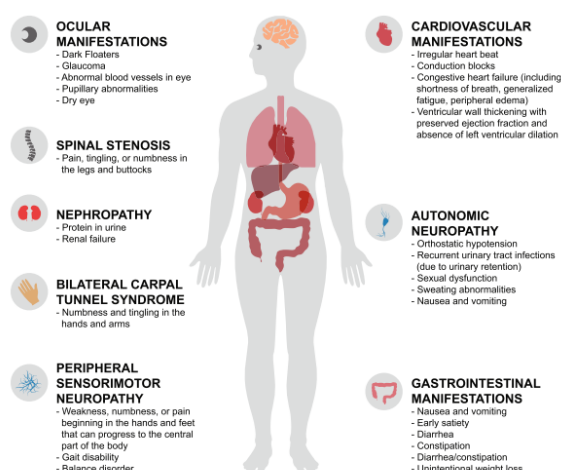 OCULAR
MANIFESTATIONS
- Dark Floaters
- Glaucoma
- Abnormal blood vessels in eye
- Pupillary abnormalities
- Dry eye
SPINAL STENOSIS
- Pain, tingling, or numbness in
the legs and buttocks
NEPHROPATHY
- Protein in urine
- Renal failure
BILATERAL CARPAL
TUNNEL SYNDROME
- Numbness and tingling in the
hands and arms
PERIPHERAL
SENSORIMOTOR
NEUROPATHY
- Weakness, numbness, or pain
beginning in the hands and feet
that can progress to the central
part of the body
- Gait disability
- Balance disorder
CARDIOVASCULAR
MANIFESTATIONS
- Irregular heart beat
- Conduction blocks
- Congestive heart failure (including
shortness of breath, generalized
fatigue, peripheral edema)
- Ventricular wall thickening with
preserved ejection fraction and
absence of left ventricular dilation
AUTONOMIC
NEUROPATHY
- Orthostatic hypotension
- Recurrent urinary tract infections
(due to urinary retention)
- Sexual dysfunction
- Sweating abnormalities
- Nausea and vomiting
GASTROINTESTINAL
MANIFESTATIONS
- Nausea and vomiting
- Early satiety
- Diarrhea
- Constipation
- Diarrhea/constipation
- Unintentional weight loss